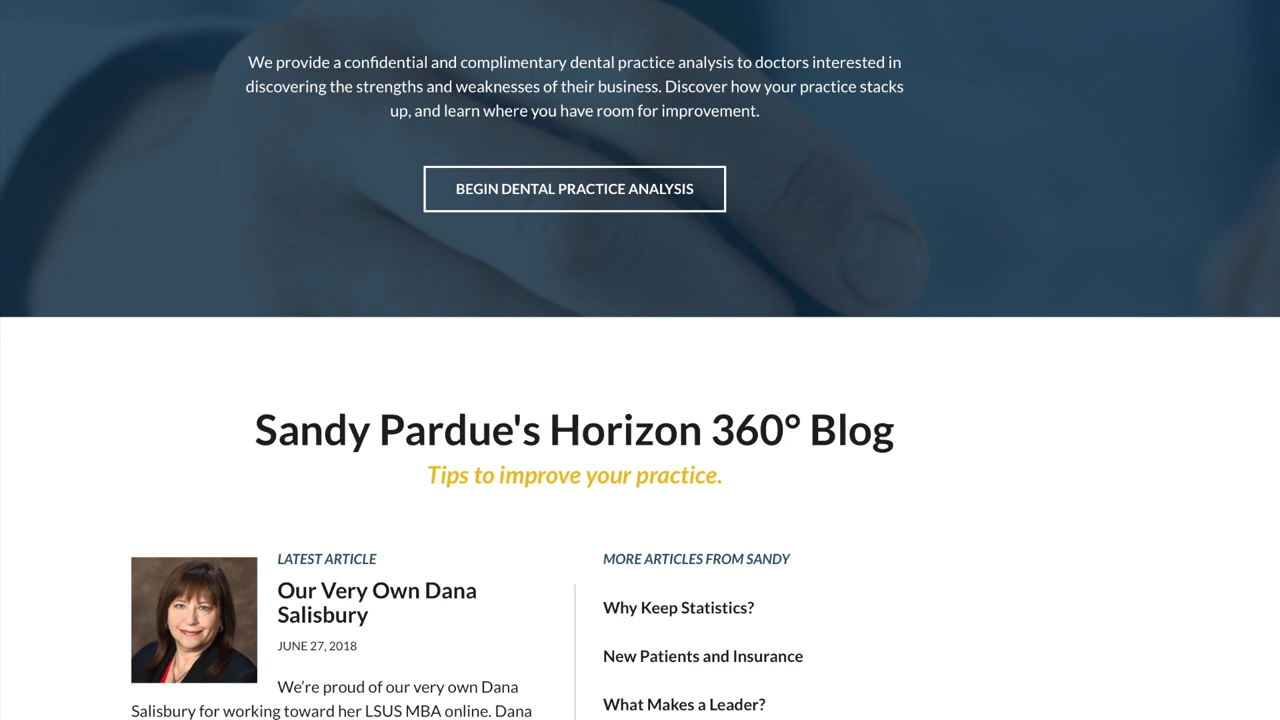 We provide a confidential and complimentary dental practice analysis to doctors interested in
discovering the strengths and weaknesses of their business. Discover how your practice stacks
up, and learn where you have room for improvement.
BEGIN DENTAL PRACTICE ANALYSIS
Sandy Pardue's Horizon 360° Blog
Tips to improve your practice.
LATEST ARTICLE
Our Very Own Dana
Salisbury
JUNE 27, 2018
We’re proud of our very own Dana
Salisbury for working toward her LSUS MBA online. Dana
MORE ARTICLES FROM SANDY
Why Keep Statistics?
New Patients and Insurance
What Makes a Leader?